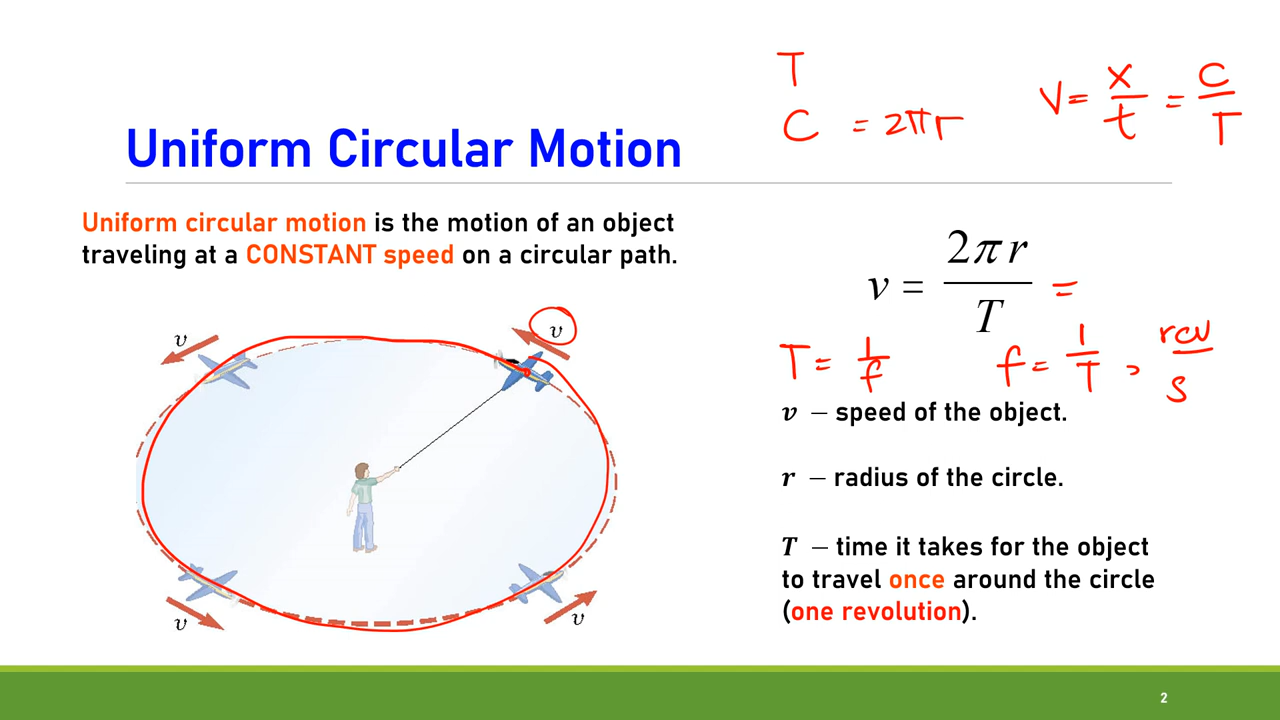 T
C = 2πr
v = x/t = C/T
Uniform Circular Motion
Uniform circular motion is the motion of an object
traveling at a CONSTANT speed on a circular path.
v = 2πr/T =
T = 1/f
f = 1/T = rev/s
v
v
v
v
v – speed of the object.
r – radius of the circle.
T – time it takes for the object
to travel once around the circle
(one revolution).
2